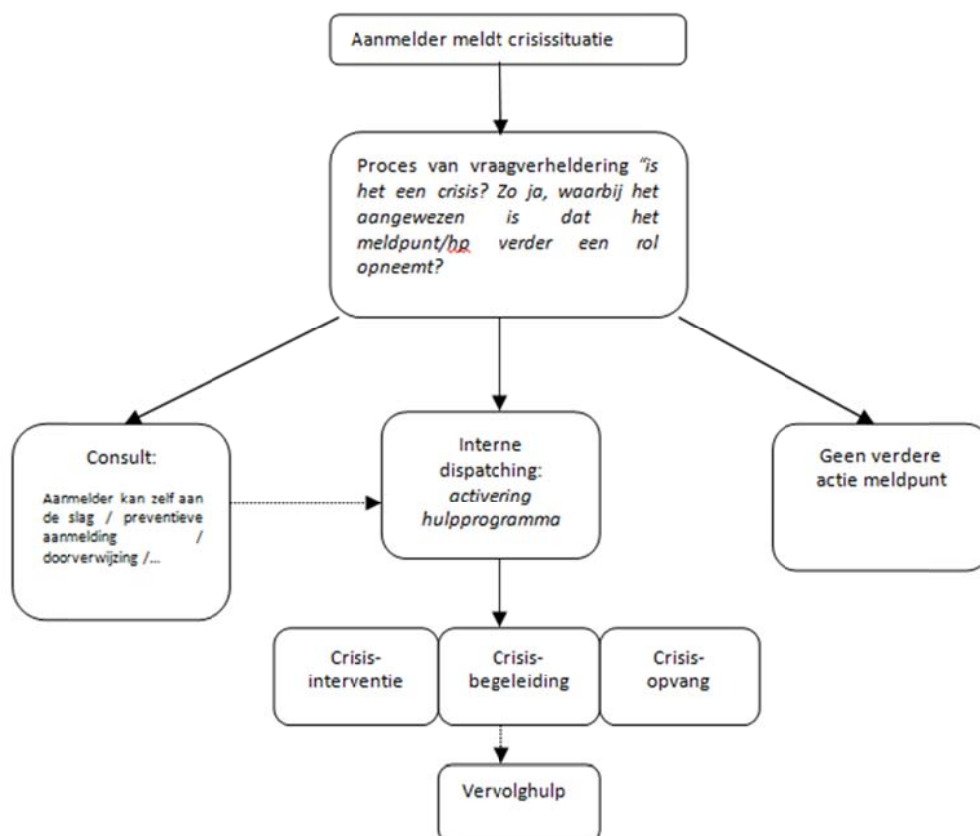 Aanmelder meldt crisissituatie
Proces van vraagverheldering “is
het een crisis? Zo ja, waarbij het
aangewezen is dat het
meldpunt/hp verder een rol
opneemt?
Consult:
Aanmelder kan zelf aan
de slag / preventieve
aanmelding /
doorverwijzing /...
Interne
dispatching:
activering
hulpprogramma
Geen verdere
actie meldpunt
Crisis-
interventie
Crisis-
begeleiding
Crisis-
opvang
Vervolghulp